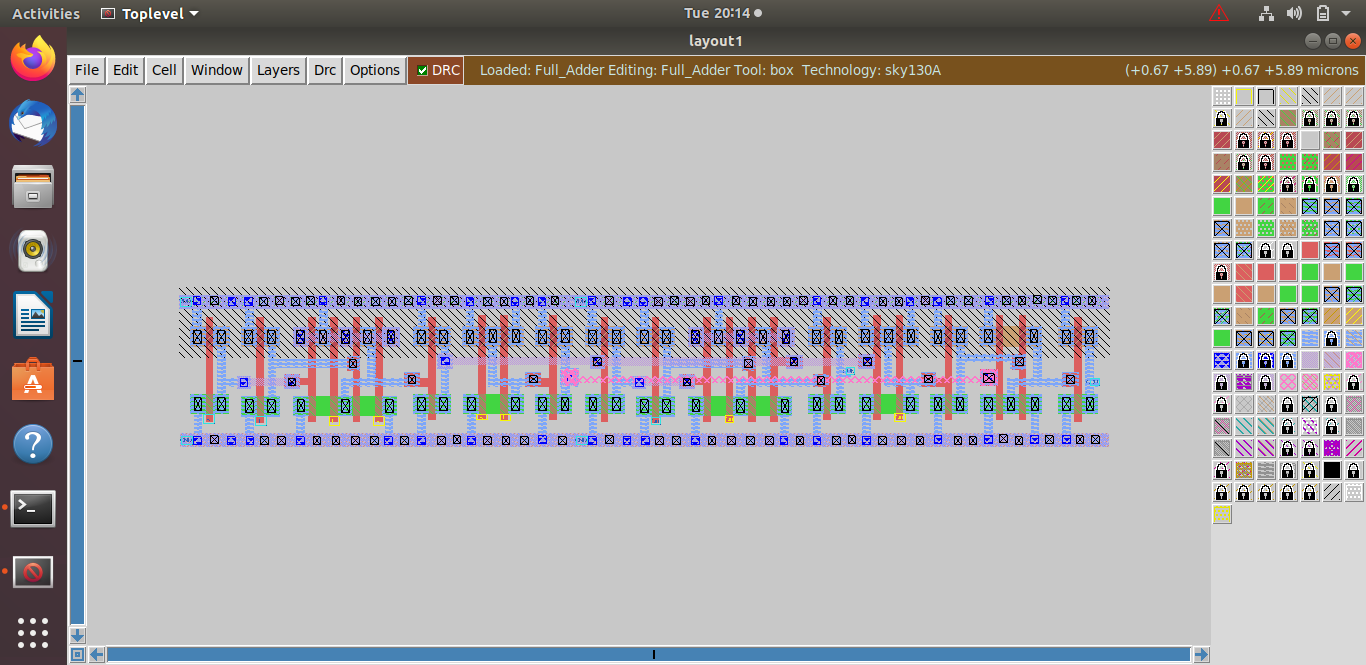 Activities Toplevel Tue 20:14
layout1
File Edit Cell Window Layers Drc Options DRC Loaded: Full_Adder Editing: Full_Adder Tool: box Technology: sky130A (+0.67 +5.89) +0.67 +5.89 microns